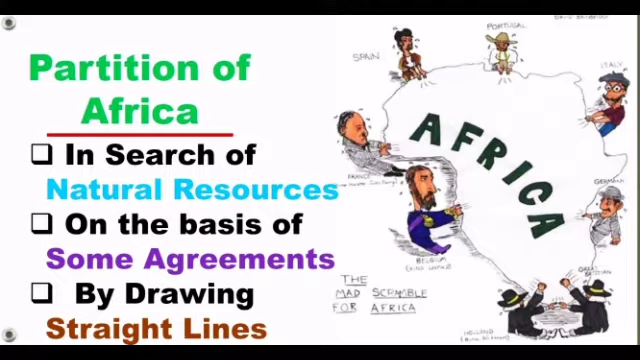 Partition of
Africa
In Search of
Natural Resources
On the basis of
Some Agreements
By Drawing
Straight Lines
SPAIN
PORTUGAL
ITALY
FRANCE
GERMANY
BELGIUM
GREAT BRITAIN
HOLLAND
AFRICA
THE
MAD SCRAMBLE
FOR AFRICA